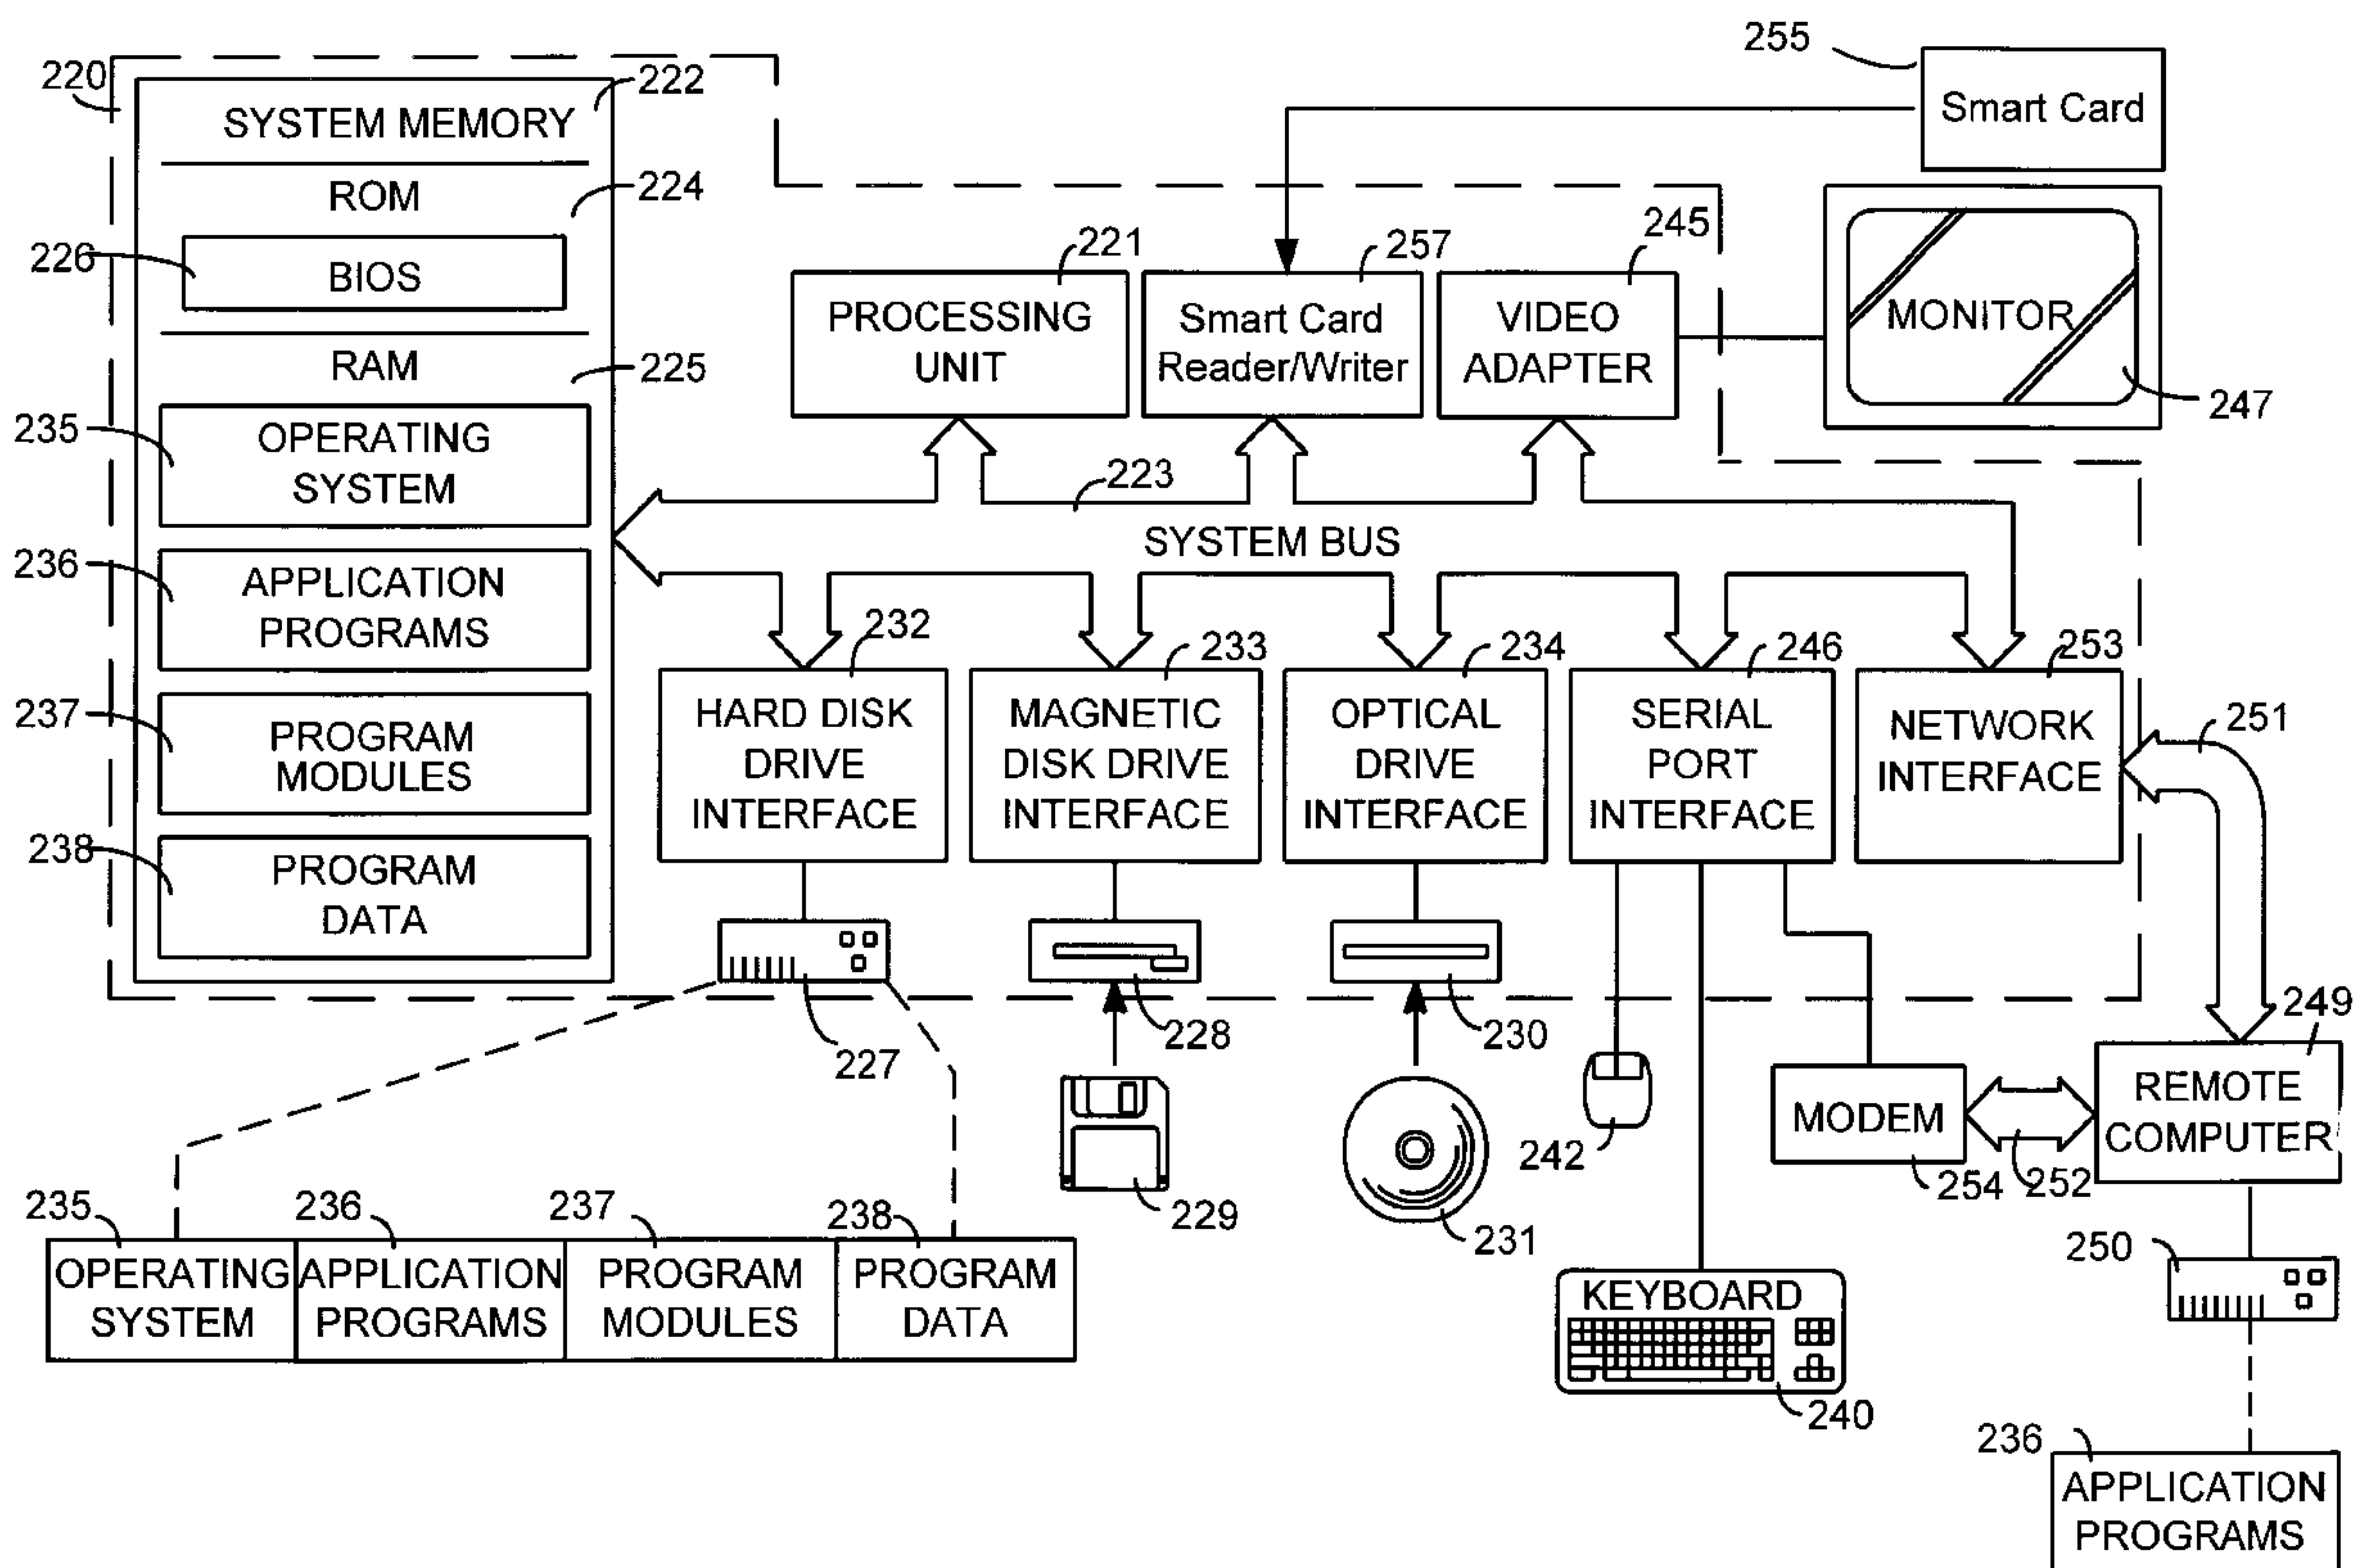 255
Smart Card
220
222
SYSTEM MEMORY
ROM
224
226
BIOS
RAM
225
235
OPERATING
SYSTEM
236
APPLICATION
PROGRAMS
237
PROGRAM
MODULES
238
PROGRAM
DATA
221
PROCESSING
UNIT
257
Smart Card
Reader/Writer
245
VIDEO
ADAPTER
MONITOR
247
223
SYSTEM BUS
232
HARD DISK
DRIVE
INTERFACE
233
MAGNETIC
DISK DRIVE
INTERFACE
234
OPTICAL
DRIVE
INTERFACE
246
SERIAL
PORT
INTERFACE
253
NETWORK
INTERFACE
251
227
228
230
229
231
242
MODEM
254
252
249
REMOTE
COMPUTER
250
KEYBOARD
240
235
OPERATING
SYSTEM
236
APPLICATION
PROGRAMS
237
PROGRAM
MODULES
238
PROGRAM
DATA
236
APPLICATION
PROGRAMS